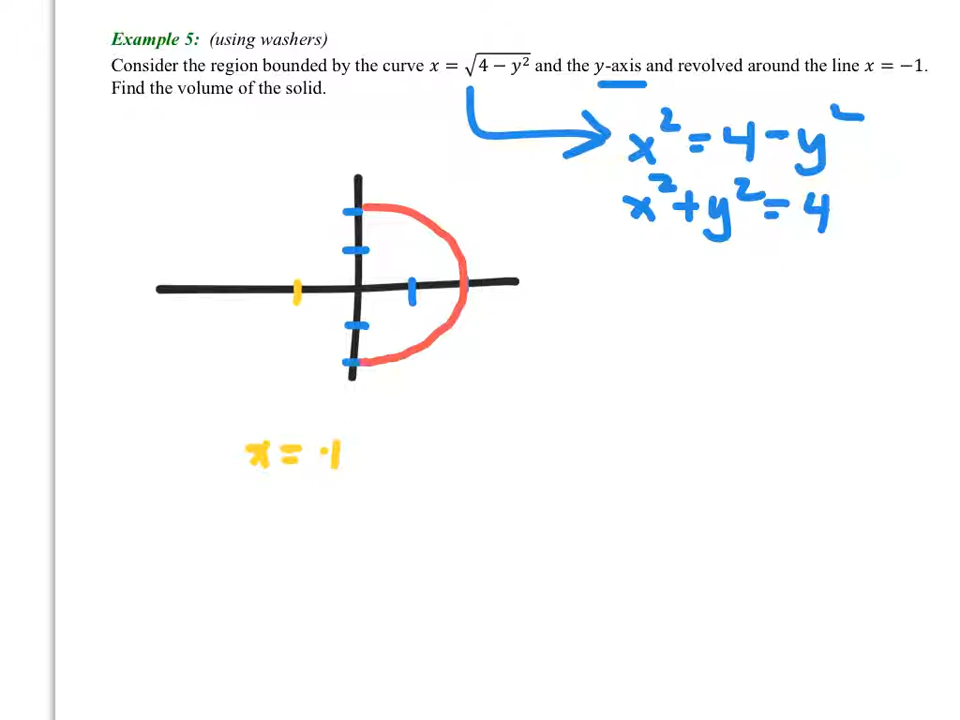 Example 5: (using washers)
Consider the region bounded by the curve x = √(4 − y²) and the y-axis and revolved around the line x = −1.
Find the volume of the solid.
x² = 4 − y²
x² + y² = 4
x = -1